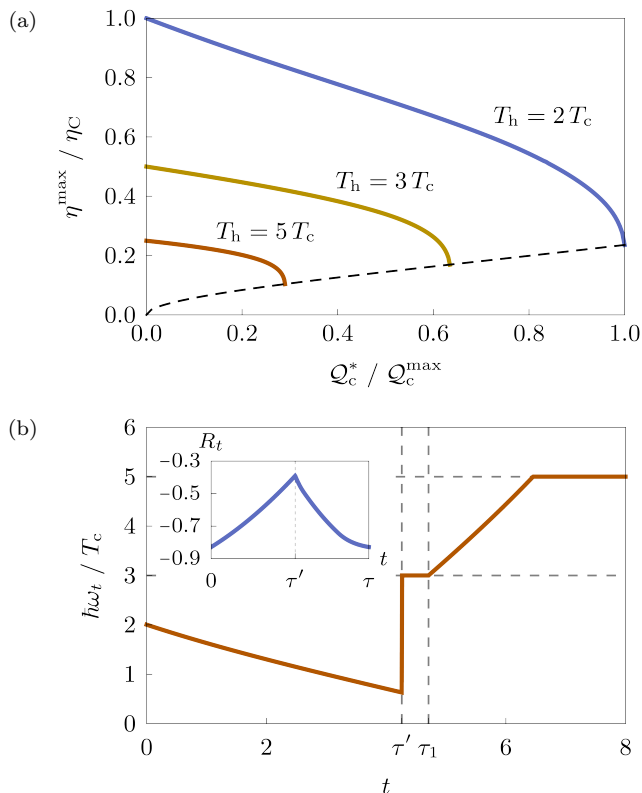 (a)
1.0
0.8
0.6
0.4
0.2
0.0
η^max / η_C
T_h = 2 T_c
T_h = 3 T_c
T_h = 5 T_c
0.0 0.2 0.4 0.6 0.8 1.0
𝒬_c^* / 𝒬_c^max
(b)
6
5
4
3
2
1
0
ħω_t / T_c
R_t
−0.3
−0.5
−0.7
−0.9
0 τ′ τ
t
0 2 τ′ τ_1 6 8
t